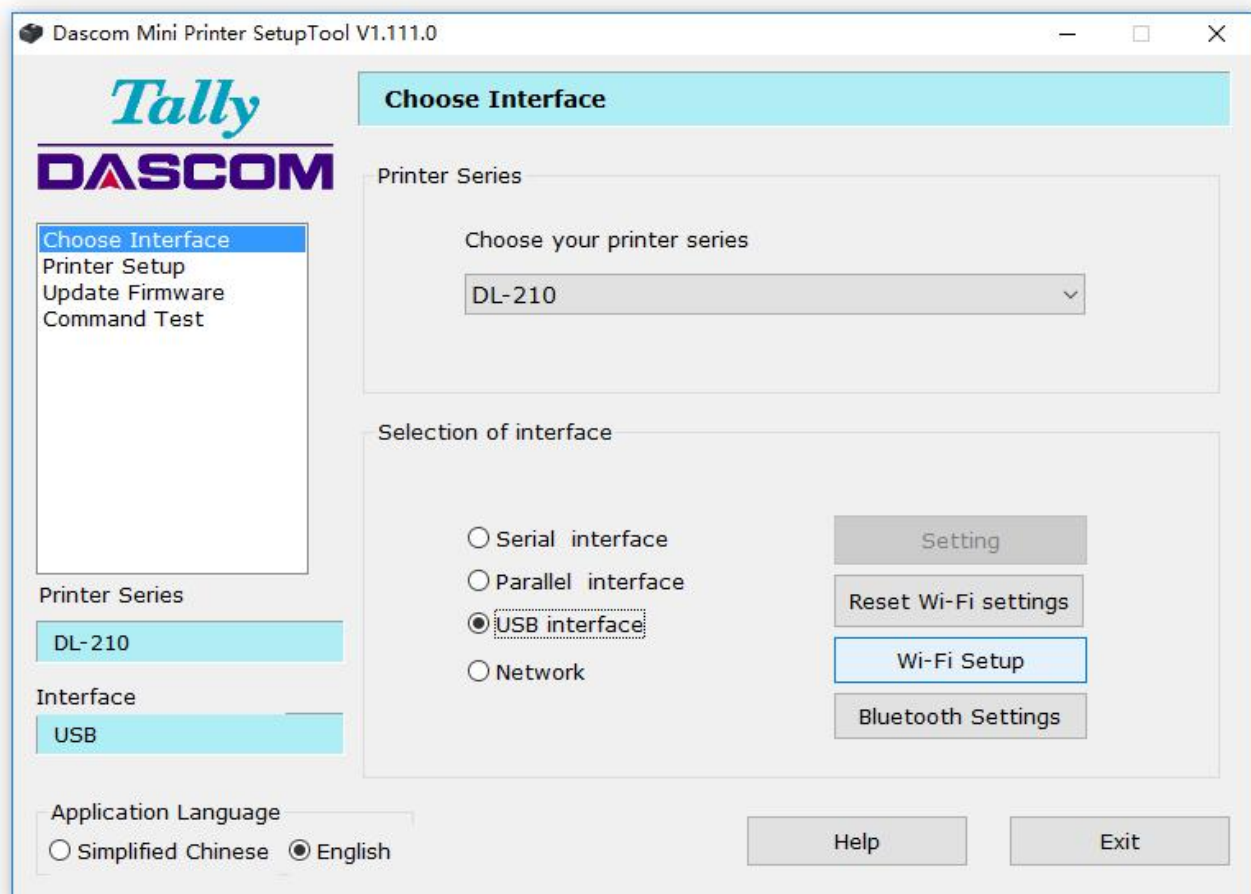 Dascom Mini Printer SetupTool V1.111.0
Tally
DASCOM
Choose Interface
Printer Setup
Update Firmware
Command Test
Printer Series
DL-210
Interface
USB
Application Language
Simplified Chinese
English
Choose Interface
Printer Series
Choose your printer series
DL-210
Selection of interface
Serial interface
Parallel interface
USB interface
Network
Setting
Reset Wi-Fi settings
Wi-Fi Setup
Bluetooth Settings
Help
Exit